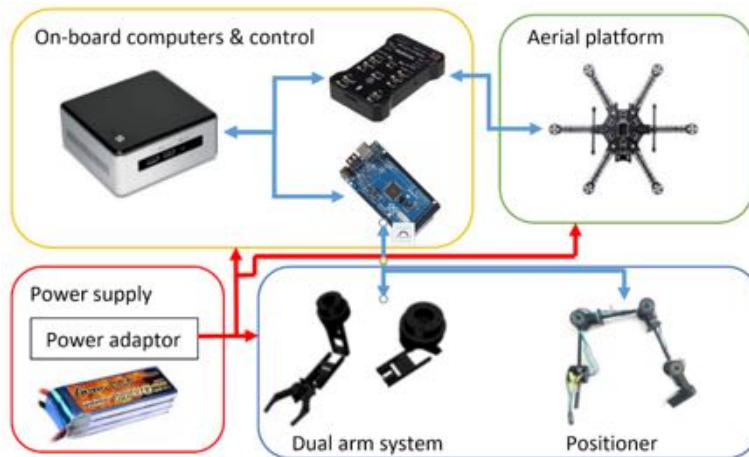 On-board computers & control
Aerial platform
Power supply
Power adaptor
Dual arm system
Positioner